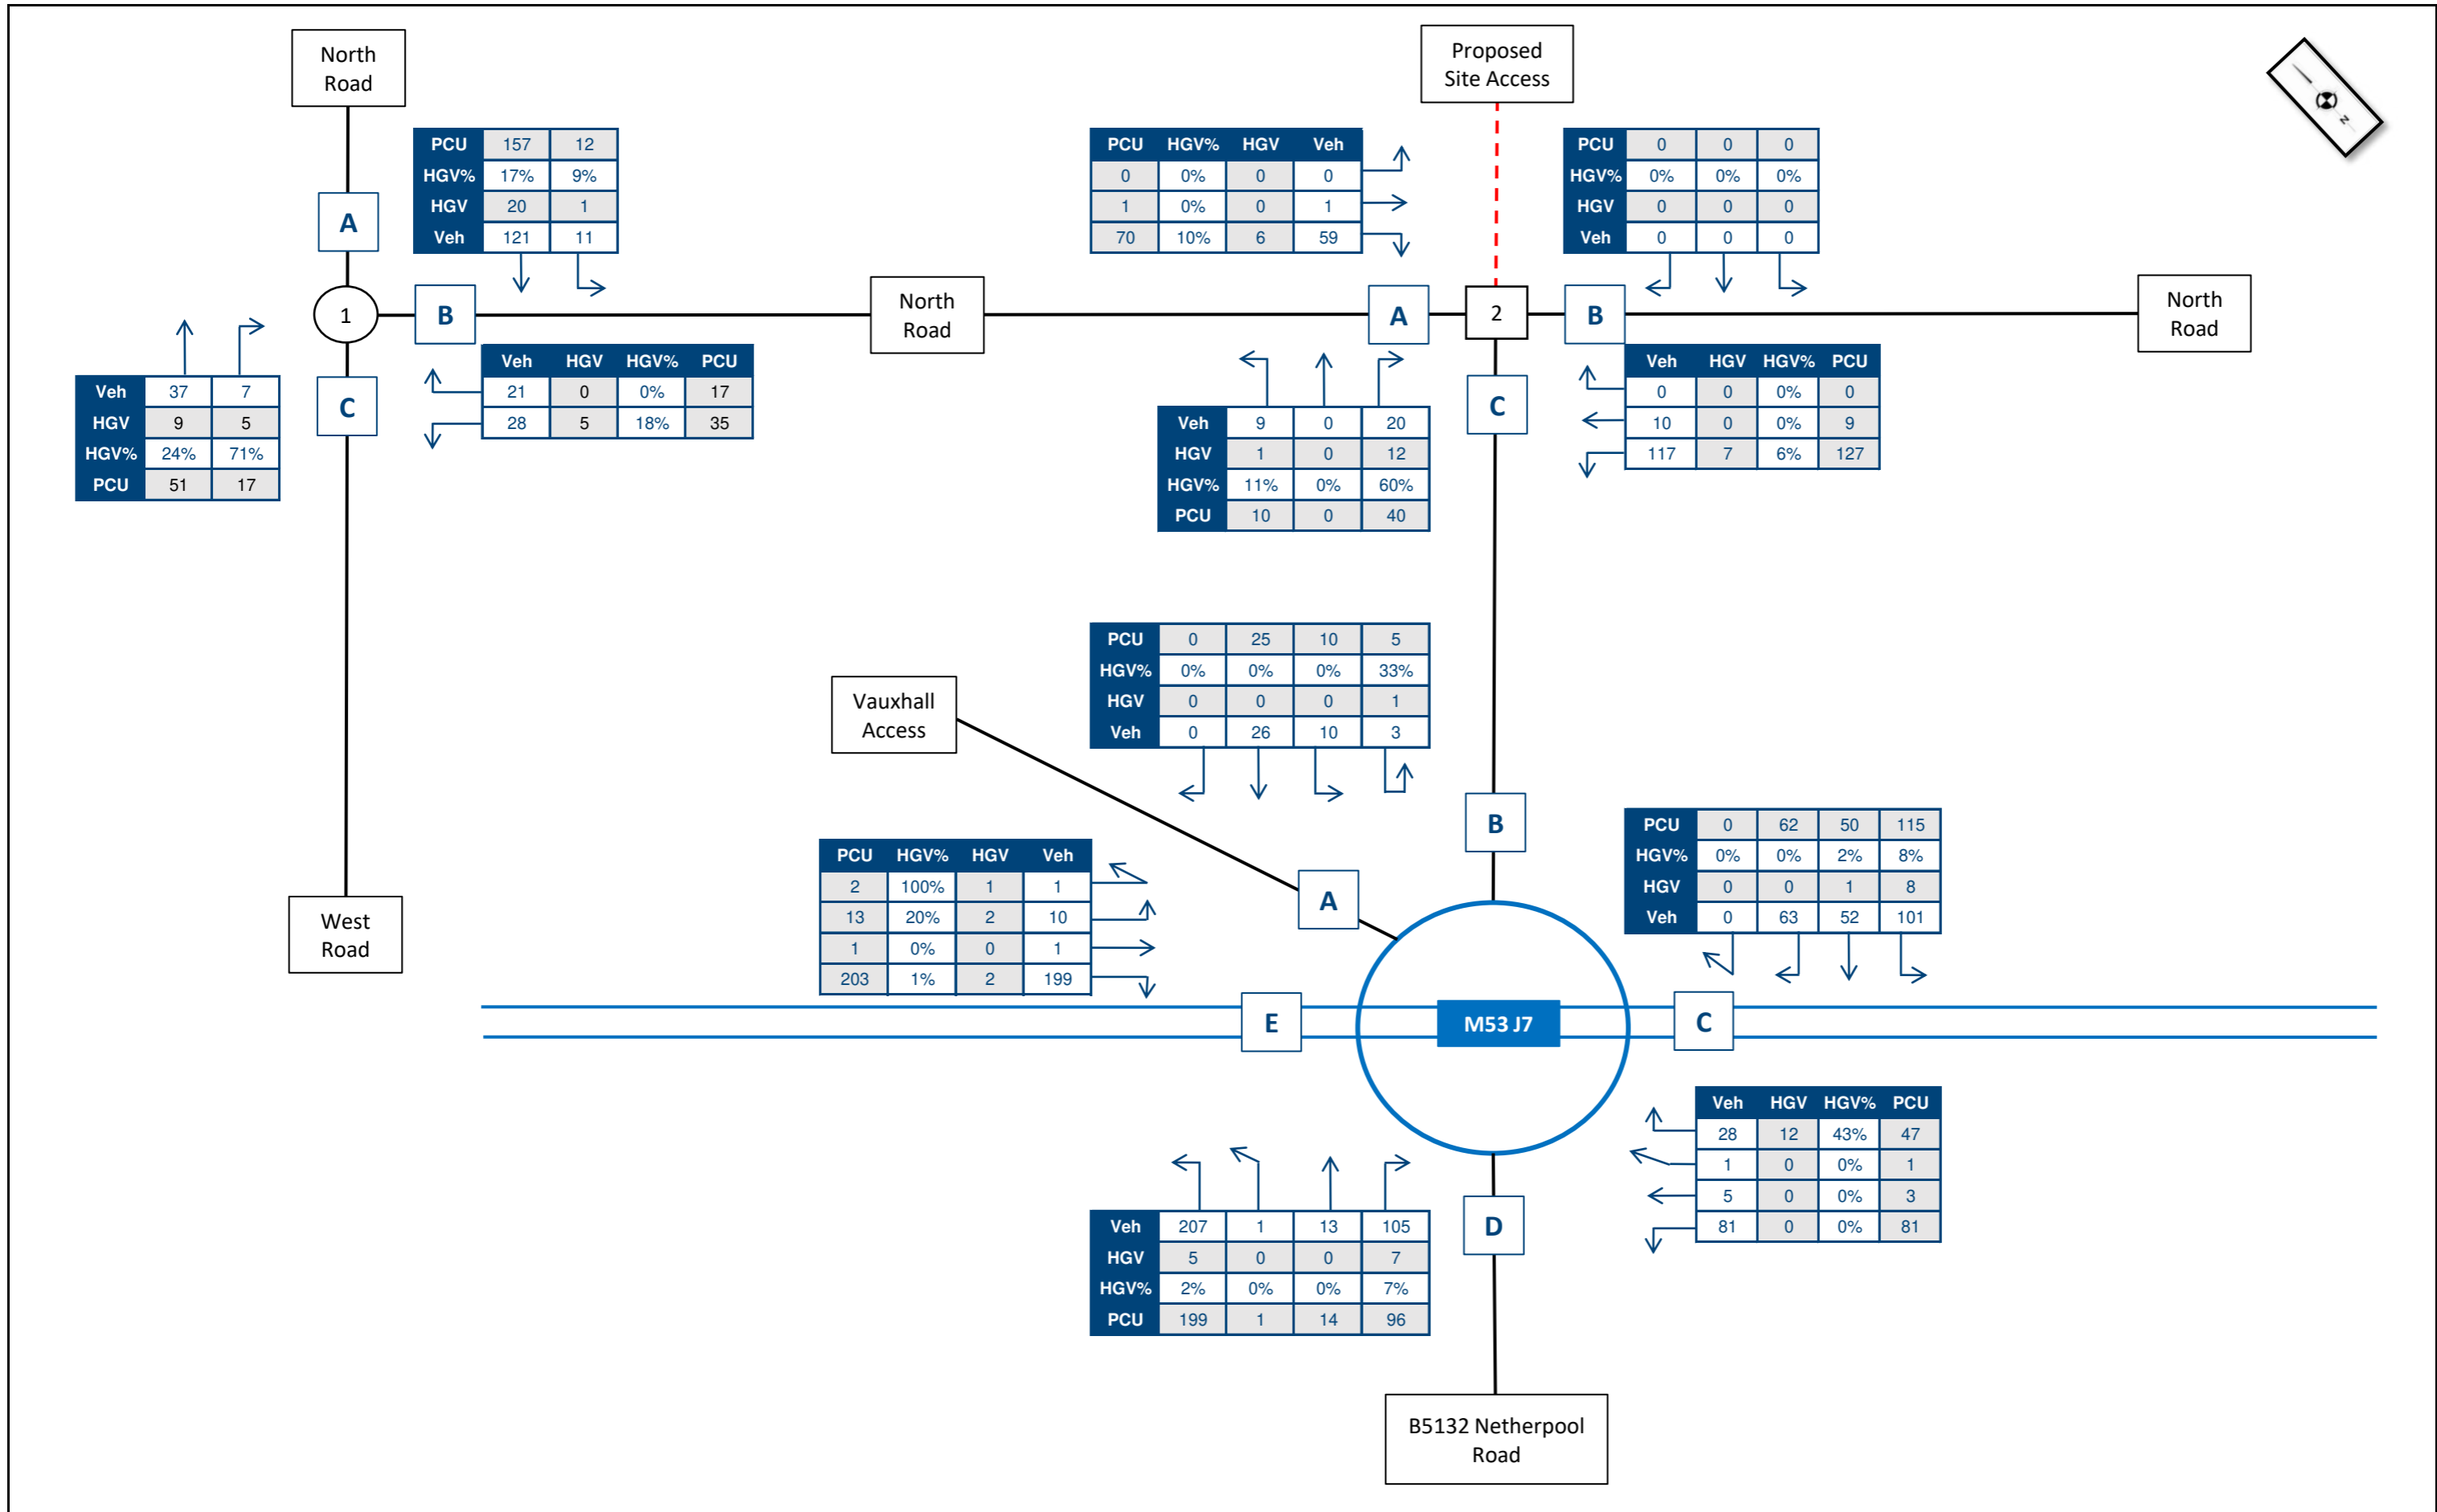 North
Road
Proposed
Site Access
N
PCU 157 12
HGV% 17% 9%
HGV 20 1
Veh 121 11
PCU HGV% HGV Veh
0 0% 0 0
1 0% 0 1
70 10% 6 59
PCU 0 0 0
HGV% 0% 0% 0%
HGV 0 0 0
Veh 0 0 0
A
1
B
North
Road
A
2
B
North
Road
Veh 37 7
HGV 9 5
HGV% 24% 71%
PCU 51 17
C
Veh HGV HGV% PCU
21 0 0% 17
28 5 18% 35
Veh 9 0 20
HGV 1 0 12
HGV% 11% 0% 60%
PCU 10 0 40
C
Veh HGV HGV% PCU
0 0 0% 0
10 0 0% 9
117 7 6% 127
PCU 0 25 10 5
HGV% 0% 0% 0% 33%
HGV 0 0 0 1
Veh 0 26 10 3
Vauxhall
Access
B
PCU 0 62 50 115
HGV% 0% 0% 2% 8%
HGV 0 0 1 8
Veh 0 63 52 101
PCU HGV% HGV Veh
2 100% 1 1
13 20% 2 10
1 0% 0 1
203 1% 2 199
A
West
Road
E
M53 J7
C
Veh HGV HGV% PCU
28 12 43% 47
1 0 0% 1
5 0 0% 3
81 0 0% 81
Veh 207 1 13 105
HGV 5 0 0 7
HGV% 2% 0% 0% 7%
PCU 199 1 14 96
D
B5132 Netherpool
Road